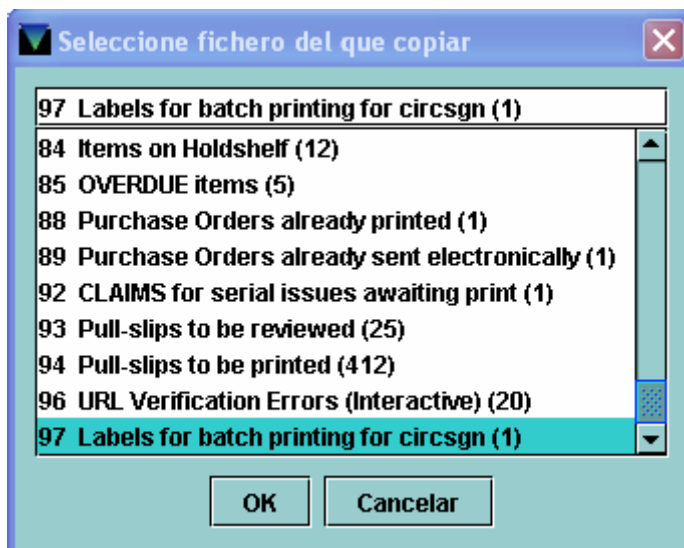 Seleccione fichero del que copiar
97 Labels for batch printing for circsgn (1)
84 Items on Holdshelf (12)
85 OVERDUE items (5)
88 Purchase Orders already printed (1)
89 Purchase Orders already sent electronically (1)
92 CLAIMS for serial issues awaiting print (1)
93 Pull-slips to be reviewed (25)
94 Pull-slips to be printed (412)
96 URL Verification Errors (Interactive) (20)
97 Labels for batch printing for circsgn (1)
OK Cancelar